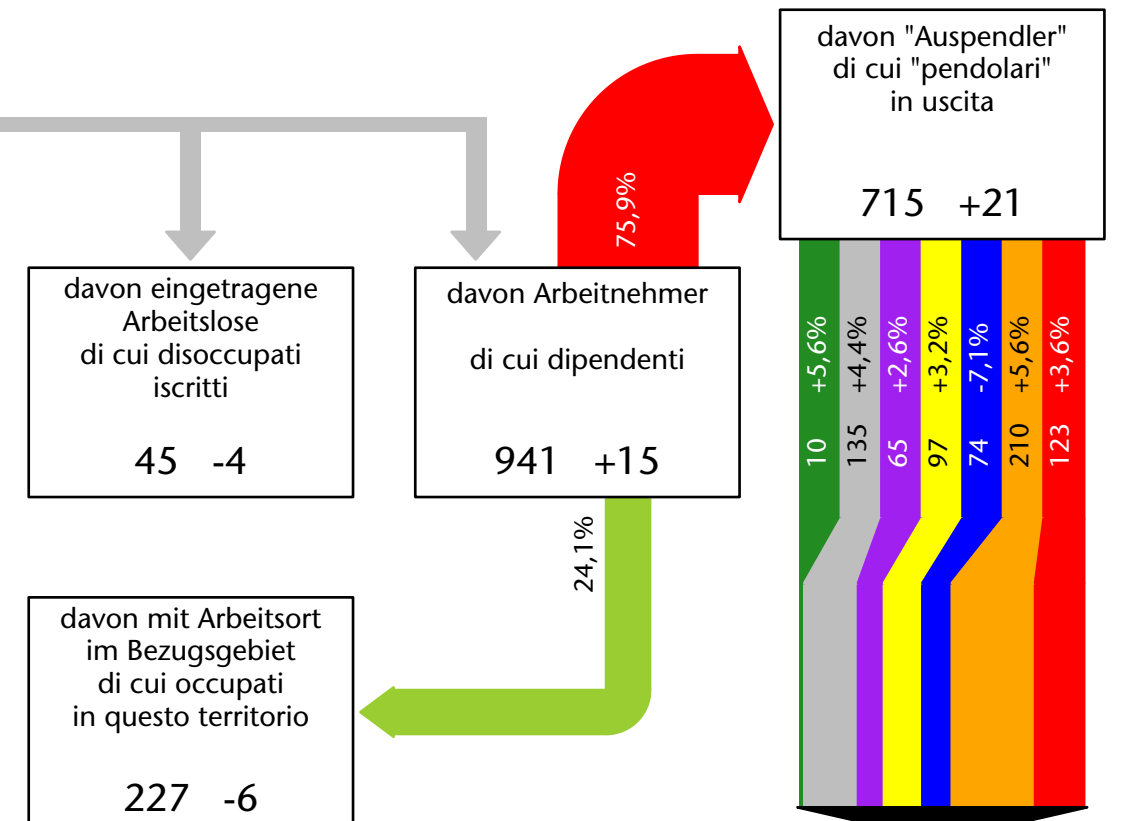 davon "Auspendler"
di cui "pendolari"
in uscita
715 +21
75,9%
davon eingetragene
Arbeitslose
di cui disoccupati
iscritti
45 -4
davon Arbeitnehmer
di cui dipendenti
941 +15
10 +5,6%
135 +4,4%
65 +2,6%
97 +3,2%
74 -7,1%
210 +5,6%
123 +3,6%
24,1%
davon mit Arbeitsort
im Bezugsgebiet
di cui occupati
in questo territorio
227 -6